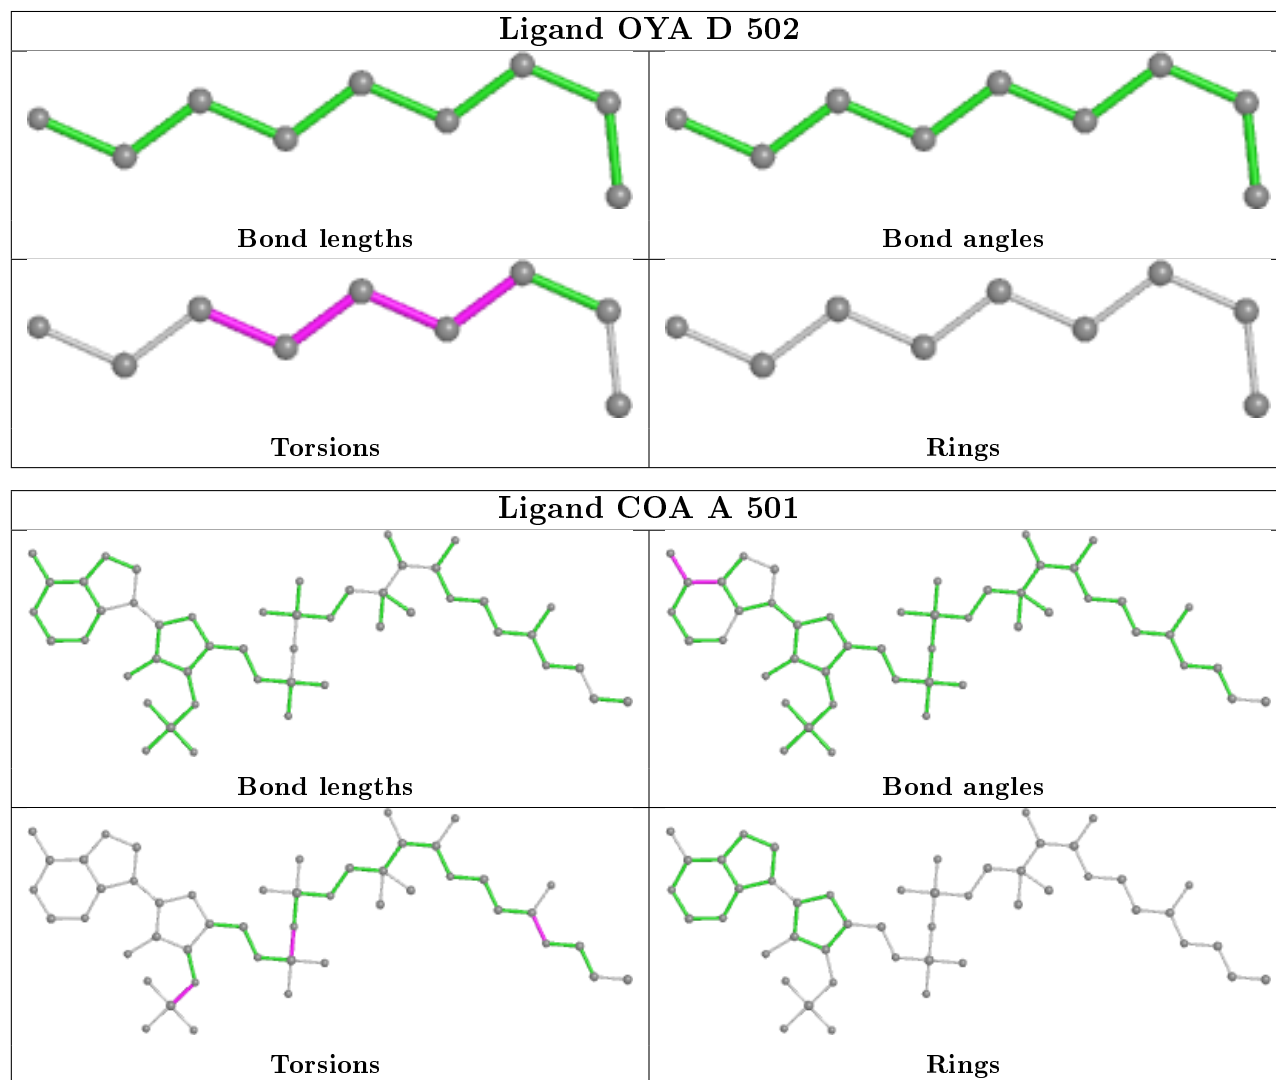 Ligand OYA D 502
Bond lengths
Bond angles
Torsions
Rings
Ligand COA A 501
Bond lengths
Bond angles
Torsions
Rings